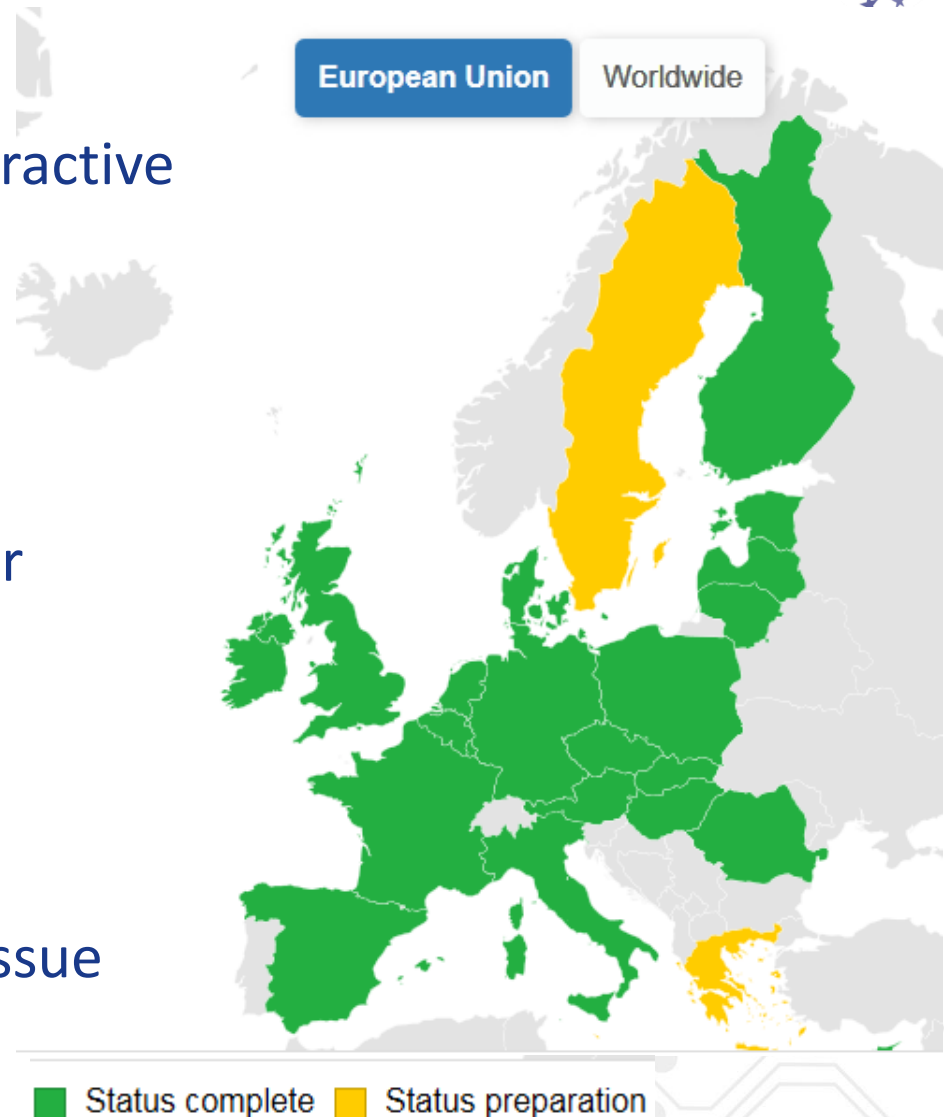 European Union Worldwide
ractive
r
ssue
Status complete Status preparation